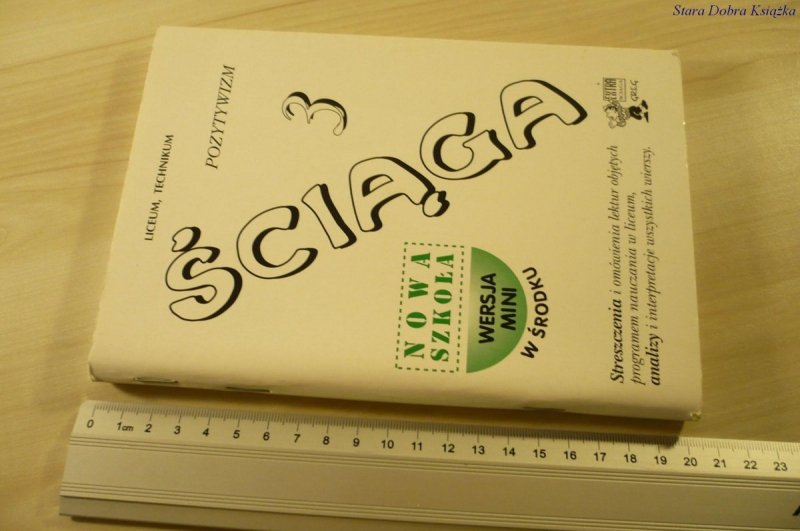 Stara Dobra Książka
LICEUM, TECHNIKUM
POZYTYWIZM
3
ŚCIĄGA
GREG
NOWA
SZKOŁA
WERSJA
MINI
W ŚRODKU
Streszczenia i omówienia lektur objętych
programem nauczania w liceum,
analizy i interpretacje wszystkich wierszy.
0 1cm 2 3 4 5 6 7 8 9 10 11 12 13 14 15 16 17 18 19 20 21 22 23